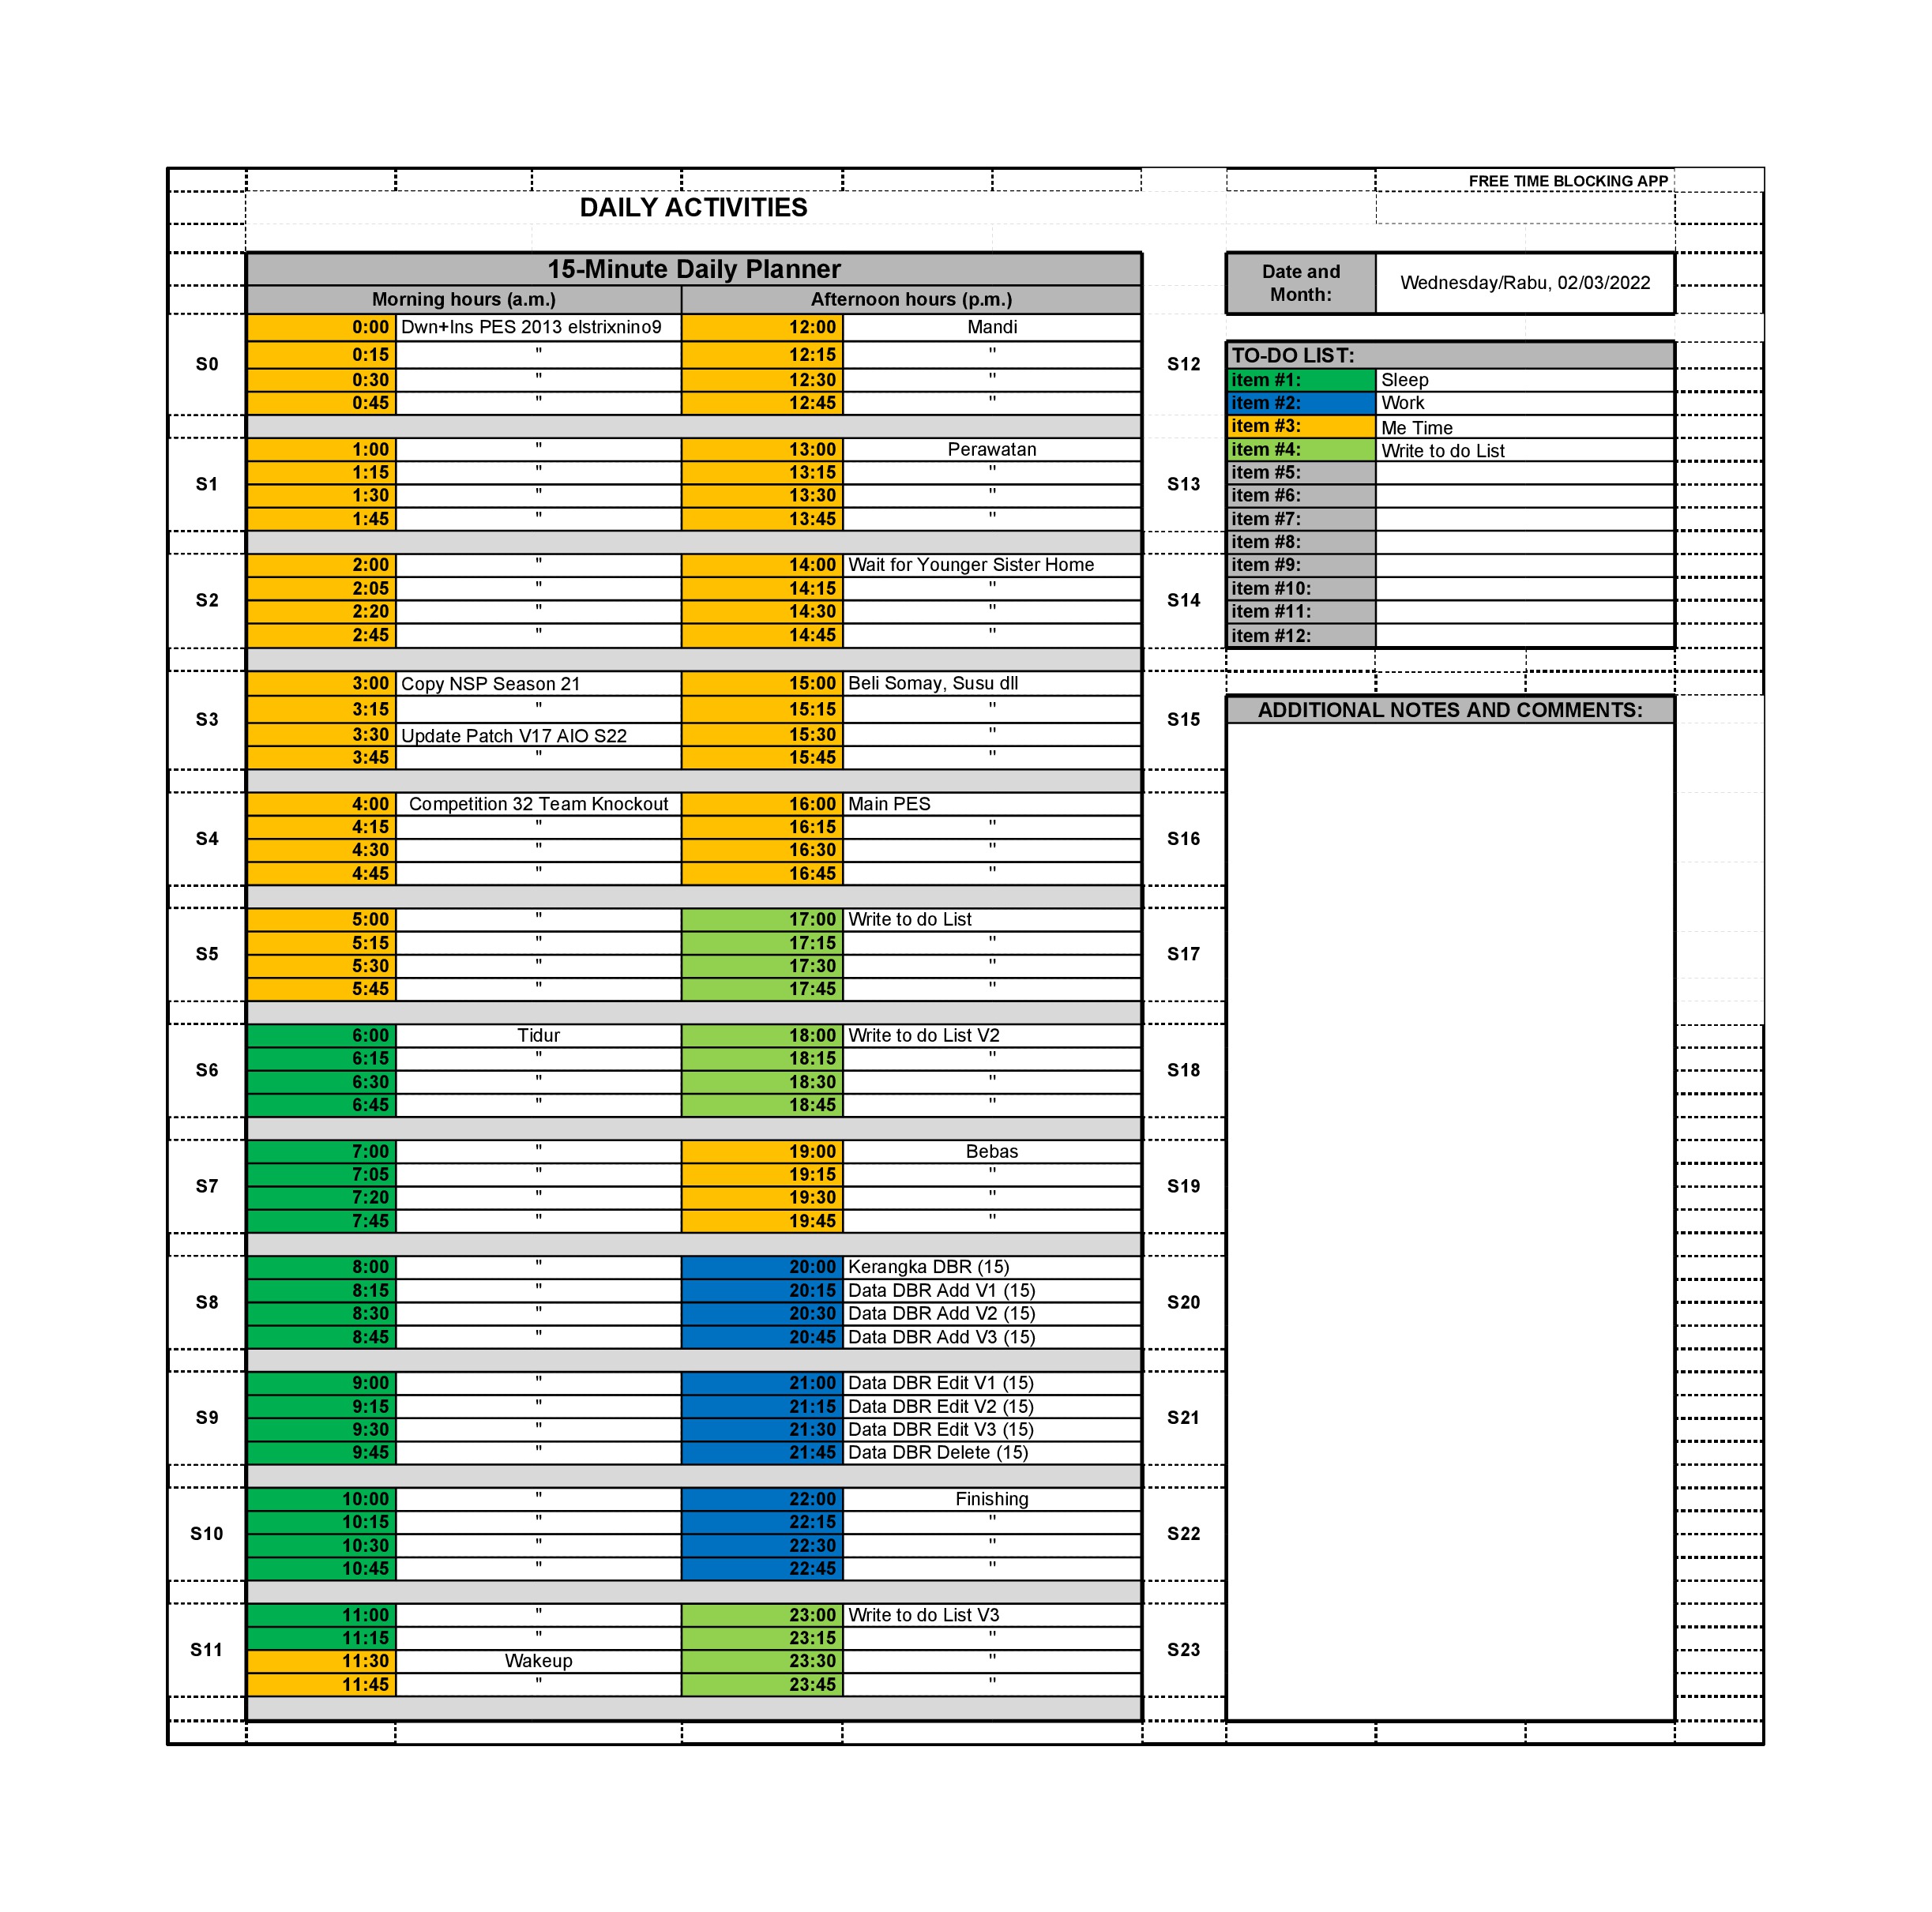 FREE TIME BLOCKING APP
DAILY ACTIVITIES
15-Minute Daily Planner
Morning hours (a.m.) Afternoon hours (p.m.)
S0
0:00 Dwn+Ins PES 2013 elstrixnino9 12:00 Mandi
0:15 " 12:15 "
0:30 " 12:30 "
0:45 " 12:45 "
S12
S1
1:00 " 13:00 Perawatan
1:15 " 13:15 "
1:30 " 13:30 "
1:45 " 13:45 "
S13
S2
2:00 " 14:00 Wait for Younger Sister Home
2:05 " 14:15 "
2:20 " 14:30 "
2:45 " 14:45 "
S14
S3
3:00 Copy NSP Season 21 15:00 Beli Somay, Susu dll
3:15 " 15:15 "
3:30 Update Patch V17 AIO S22 15:30 "
3:45 " 15:45 "
S15
S4
4:00 Competition 32 Team Knockout 16:00 Main PES
4:15 " 16:15 "
4:30 " 16:30 "
4:45 " 16:45 "
S16
S5
5:00 " 17:00 Write to do List
5:15 " 17:15 "
5:30 " 17:30 "
5:45 " 17:45 "
S17
S6
6:00 Tidur 18:00 Write to do List V2
6:15 " 18:15 "
6:30 " 18:30 "
6:45 " 18:45 "
S18
S7
7:00 " 19:00 Bebas
7:05 " 19:15 "
7:20 " 19:30 "
7:45 " 19:45 "
S19
S8
8:00 " 20:00 Kerangka DBR (15)
8:15 " 20:15 Data DBR Add V1 (15)
8:30 " 20:30 Data DBR Add V2 (15)
8:45 " 20:45 Data DBR Add V3 (15)
S20
S9
9:00 " 21:00 Data DBR Edit V1 (15)
9:15 " 21:15 Data DBR Edit V2 (15)
9:30 " 21:30 Data DBR Edit V3 (15)
9:45 " 21:45 Data DBR Delete (15)
S21
S10
10:00 " 22:00 Finishing
10:15 " 22:15 "
10:30 " 22:30 "
10:45 " 22:45 "
S22
S11
11:00 " 23:00 Write to do List V3
11:15 " 23:15 "
11:30 Wakeup 23:30 "
11:45 " 23:45 "
S23
Date and
Month:
Wednesday/Rabu, 02/03/2022
TO-DO LIST:
item #1: Sleep
item #2: Work
item #3: Me Time
item #4: Write to do List
item #5:
item #6:
item #7:
item #8:
item #9:
item #10:
item #11:
item #12:
ADDITIONAL NOTES AND COMMENTS: